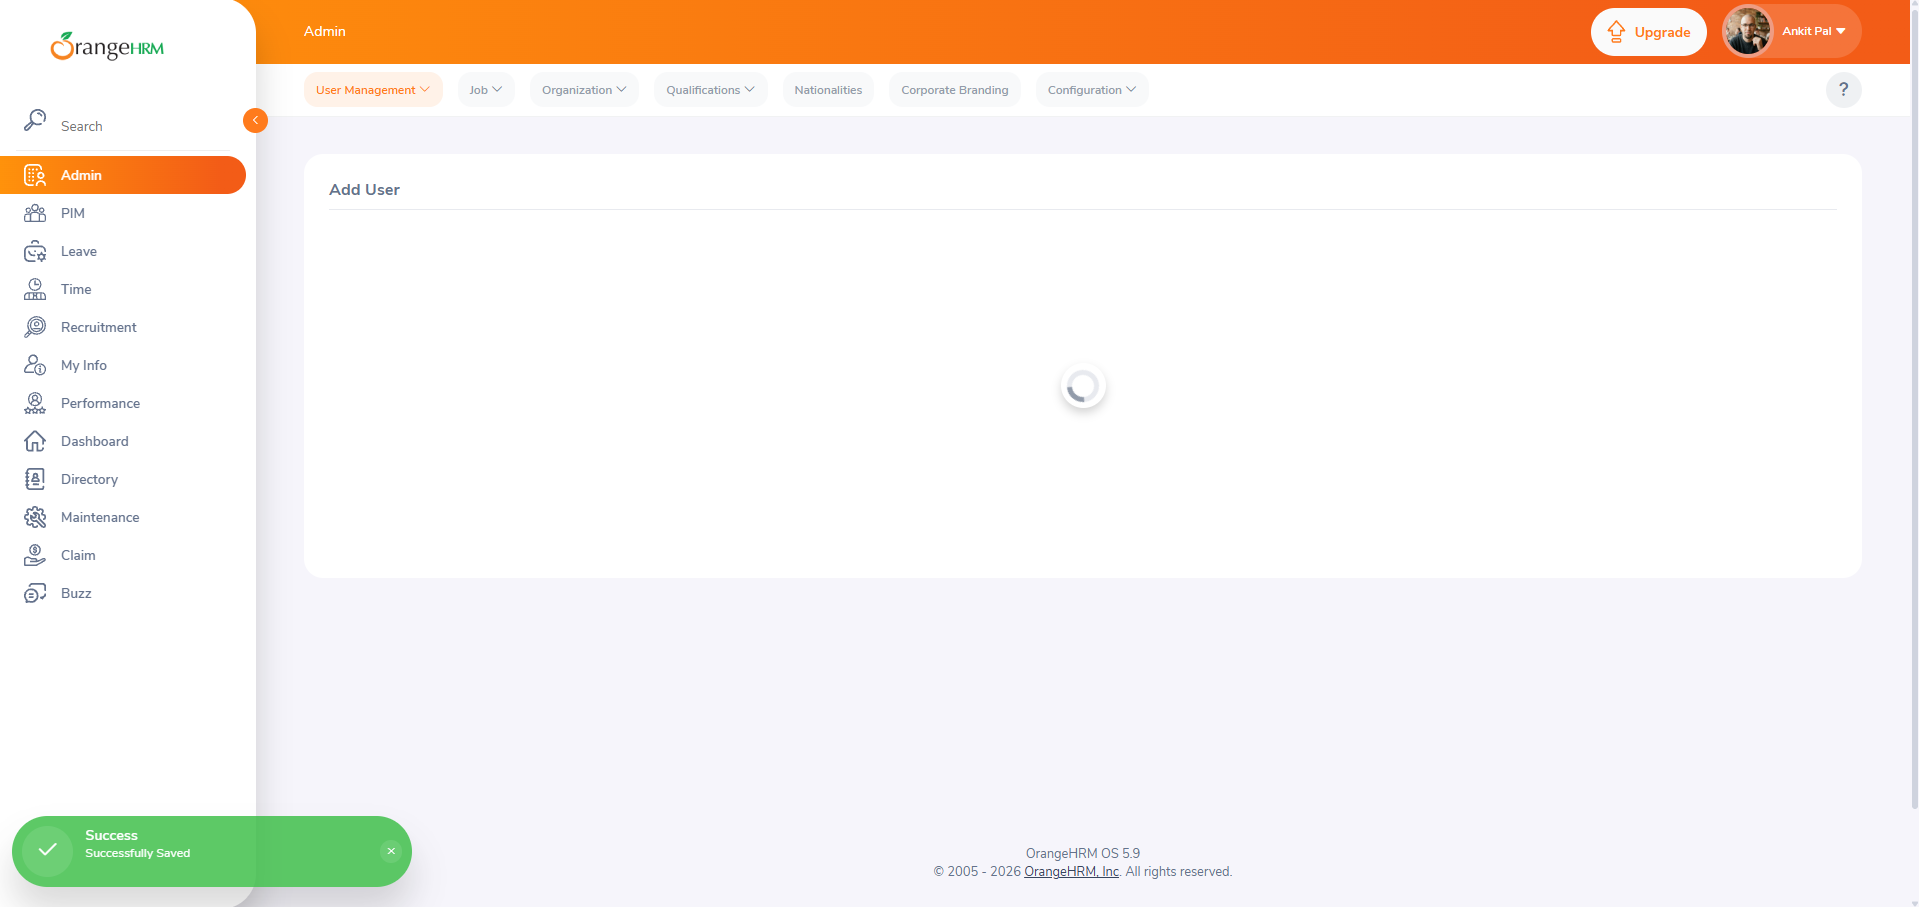 OrangeHRM
Admin
Upgrade
Ankit Pal
User Management
Job
Organization
Qualifications
Nationalities
Corporate Branding
Configuration
?
Search
Admin
PIM
Leave
Time
Recruitment
My Info
Performance
Dashboard
Directory
Maintenance
Claim
Buzz
Add User
Success
Successfully Saved
OrangeHRM OS 5.9
© 2005 - 2026 OrangeHRM, Inc. All rights reserved.